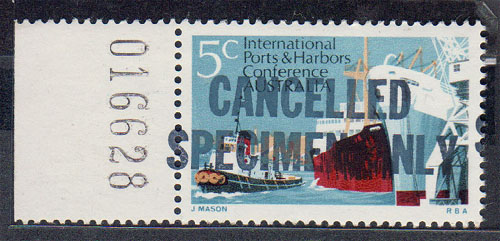 016628
5c International
Ports & Harbors
Conference
AUSTRALIA
CANCELLED
SPECIMEN ONLY
J MASON
RBA